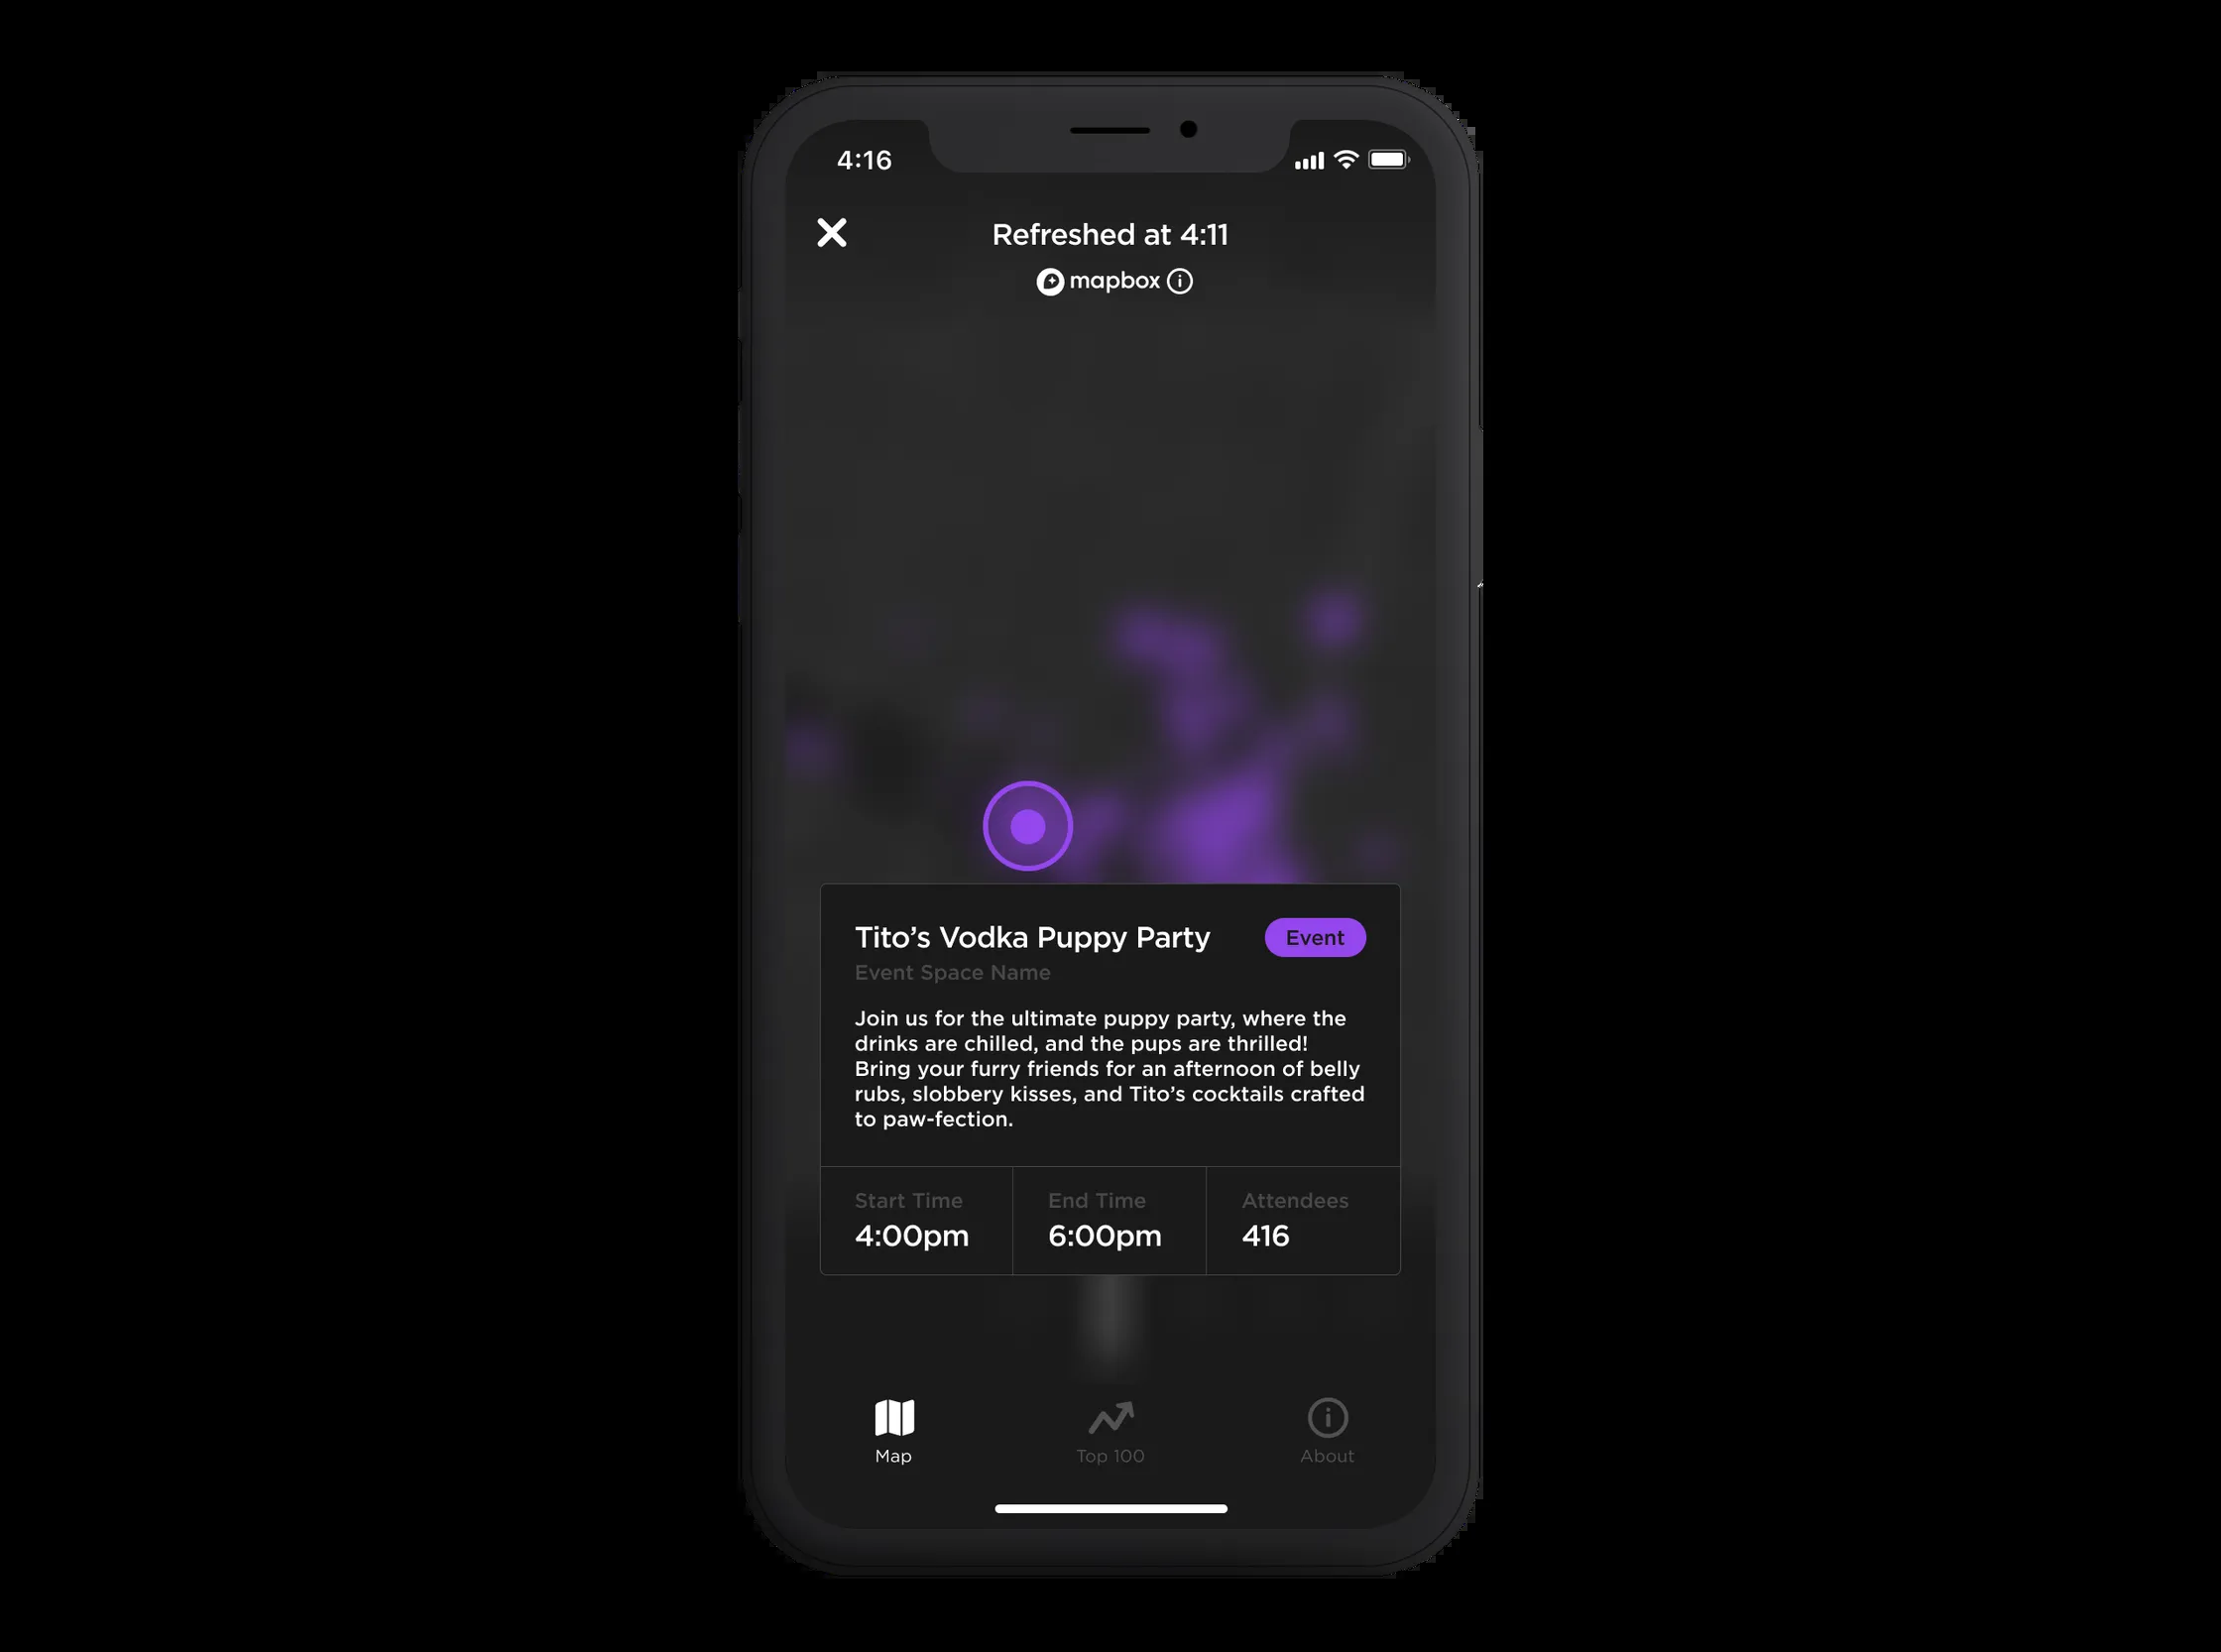 4:16
Refreshed at 4:11
mapbox
Tito’s Vodka Puppy Party
Event
Event Space Name
Join us for the ultimate puppy party, where the
drinks are chilled, and the pups are thrilled!
Bring your furry friends for an afternoon of belly
rubs, slobbery kisses, and Tito’s cocktails crafted
to paw-fection.
Start Time
4:00pm
End Time
6:00pm
Attendees
416
Map
Top 100
About